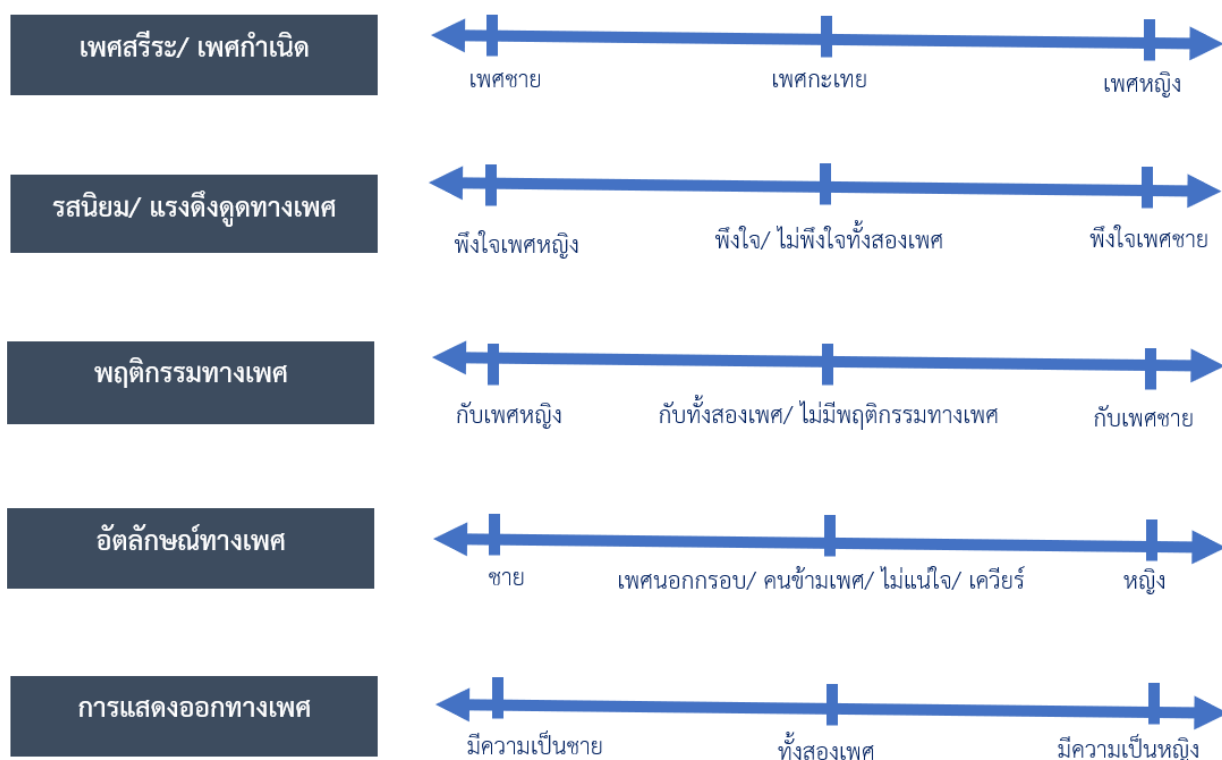 เพศสรีระ/ เพศกำเนิด
เพศชาย เพศกะเทย เพศหญิง
รสนิยม/ แรงดึงดูดทางเพศ
พึงใจเพศหญิง พึงใจ/ ไม่พึงใจทั้งสองเพศ พึงใจเพศชาย
พฤติกรรมทางเพศ
กับเพศหญิง กับทั้งสองเพศ/ ไม่มีพฤติกรรมทางเพศ กับเพศชาย
อัตลักษณ์ทางเพศ
ชาย เพศนอกกรอบ/ คนข้ามเพศ/ ไม่แน่ใจ/ เควียร์ หญิง
การแสดงออกทางเพศ
มีความเป็นชาย ทั้งสองเพศ มีความเป็นหญิง